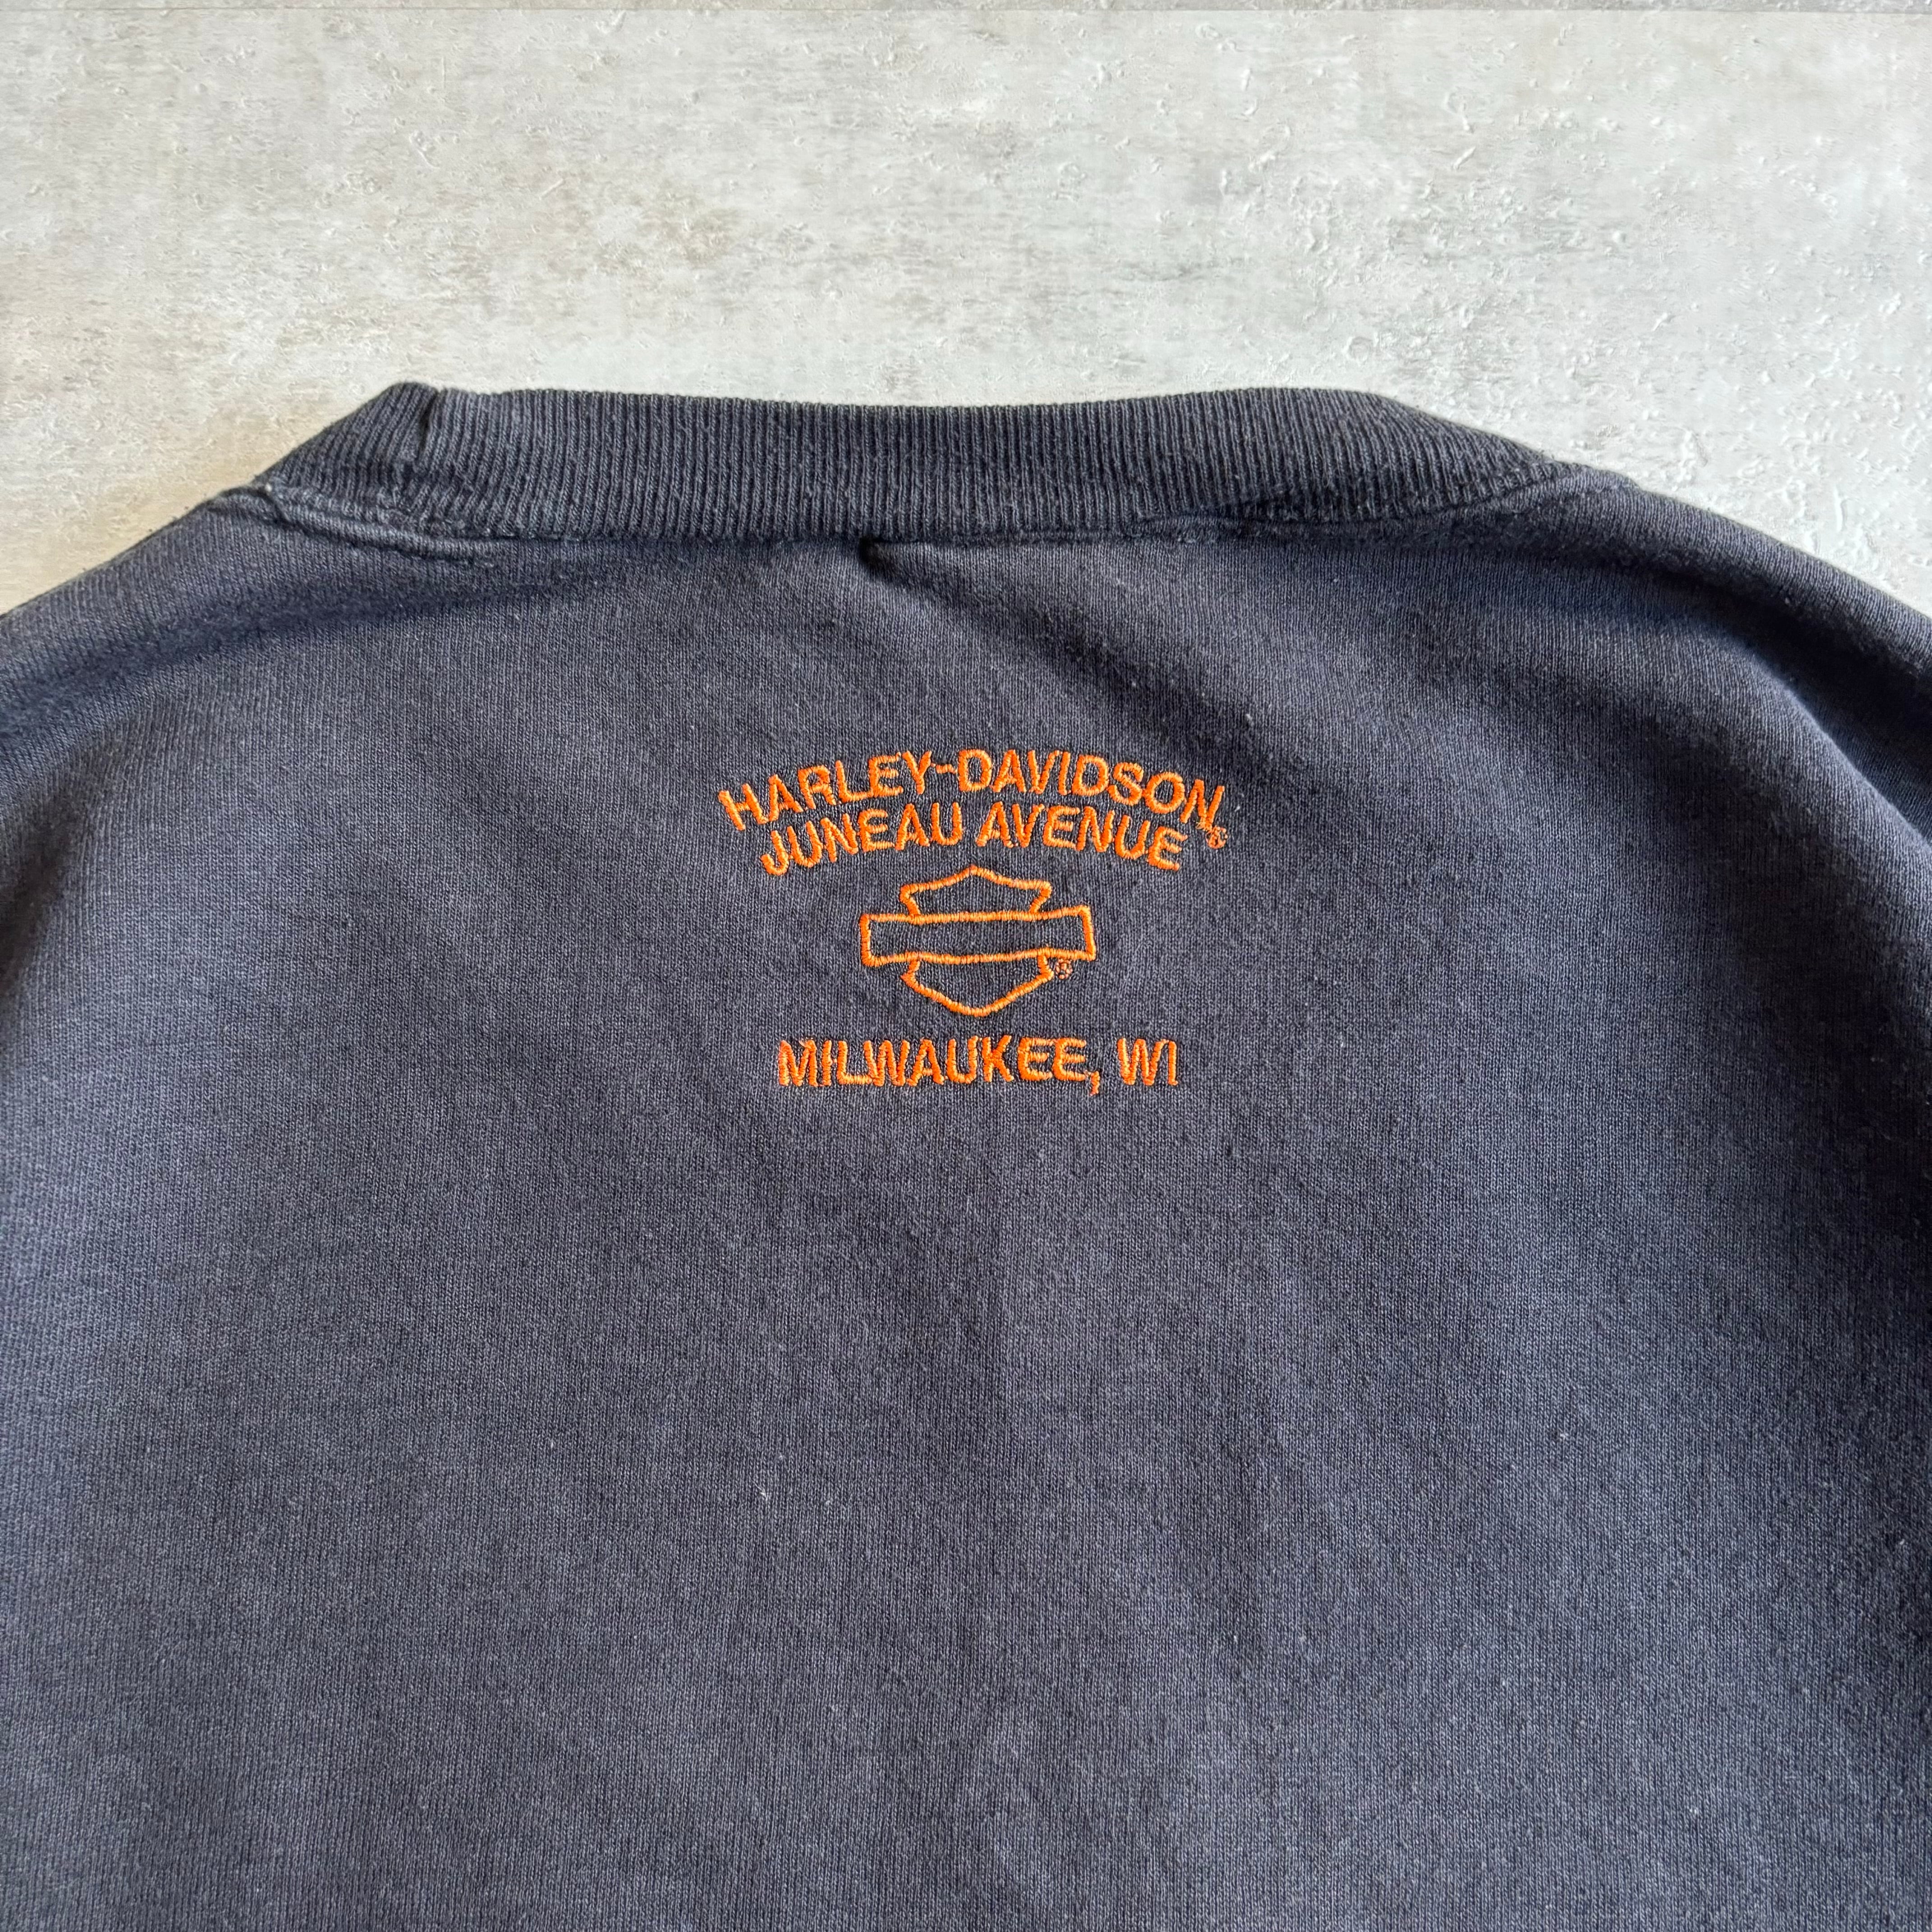 HARLEY-DAVIDSON®
JUNEAU AVENUE
®
MILWAUKEE, WI